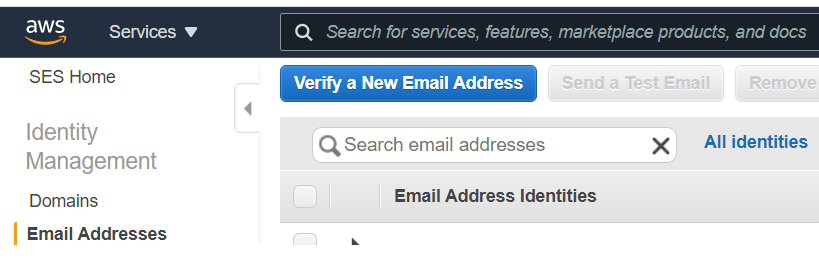 aws
Services
Search for services, features, marketplace products, and docs
SES Home
Verify a New Email Address
Send a Test Email
Remove
Identity
Management
Search email addresses
All identities
Domains
Email Address Identities
Email Addresses